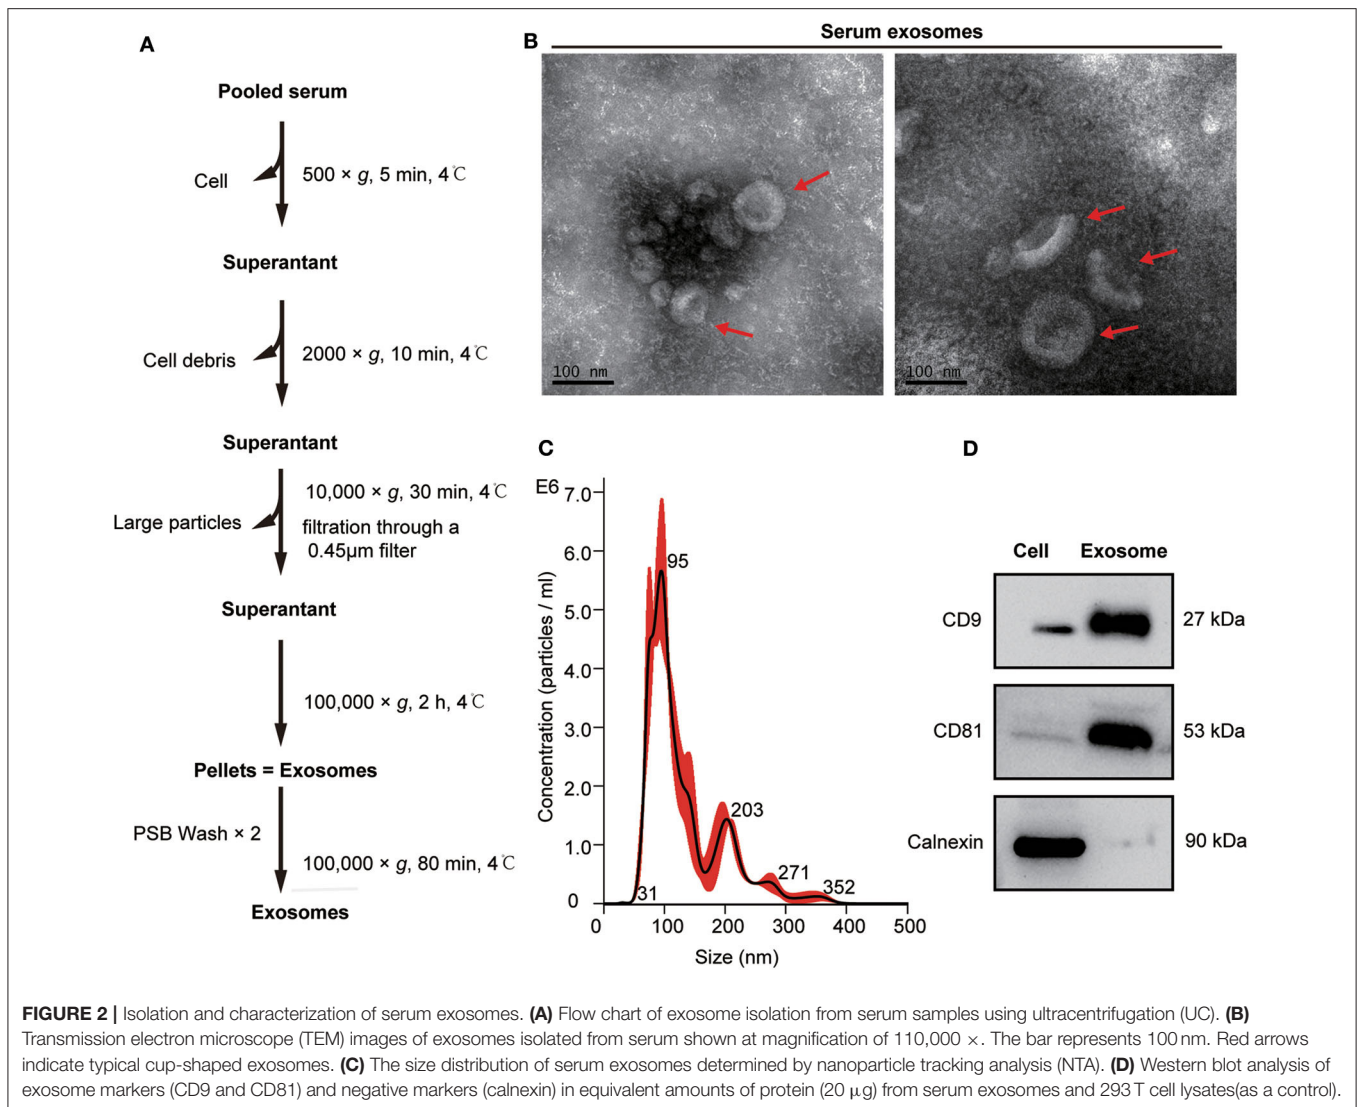 A
Pooled serum
Cell
500 × g, 5 min, 4℃
Superantant
Cell debris
2000 × g, 10 min, 4℃
Superantant
10,000 × g, 30 min, 4℃
Large particles
filtration through a
0.45µm filter
Superantant
100,000 × g, 2 h, 4℃
Pellets = Exosomes
PSB Wash × 2
100,000 × g, 80 min, 4℃
Exosomes
B
Serum exosomes
100 nm
100 nm
C
E6
7.0
6.0
5.0
4.0
3.0
2.0
1.0
0
Concentration (particles / ml)
95
203
271
352
31
0 100 200 300 400 500
Size (nm)
D
Cell Exosome
CD9 27 kDa
CD81 53 kDa
Calnexin 90 kDa
FIGURE 2 | Isolation and characterization of serum exosomes. (A) Flow chart of exosome isolation from serum samples using ultracentrifugation (UC). (B)
Transmission electron microscope (TEM) images of exosomes isolated from serum shown at magnification of 110,000 ×. The bar represents 100 nm. Red arrows
indicate typical cup-shaped exosomes. (C) The size distribution of serum exosomes determined by nanoparticle tracking analysis (NTA). (D) Western blot analysis of
exosome markers (CD9 and CD81) and negative markers (calnexin) in equivalent amounts of protein (20 µg) from serum exosomes and 293 T cell lysates(as a control).